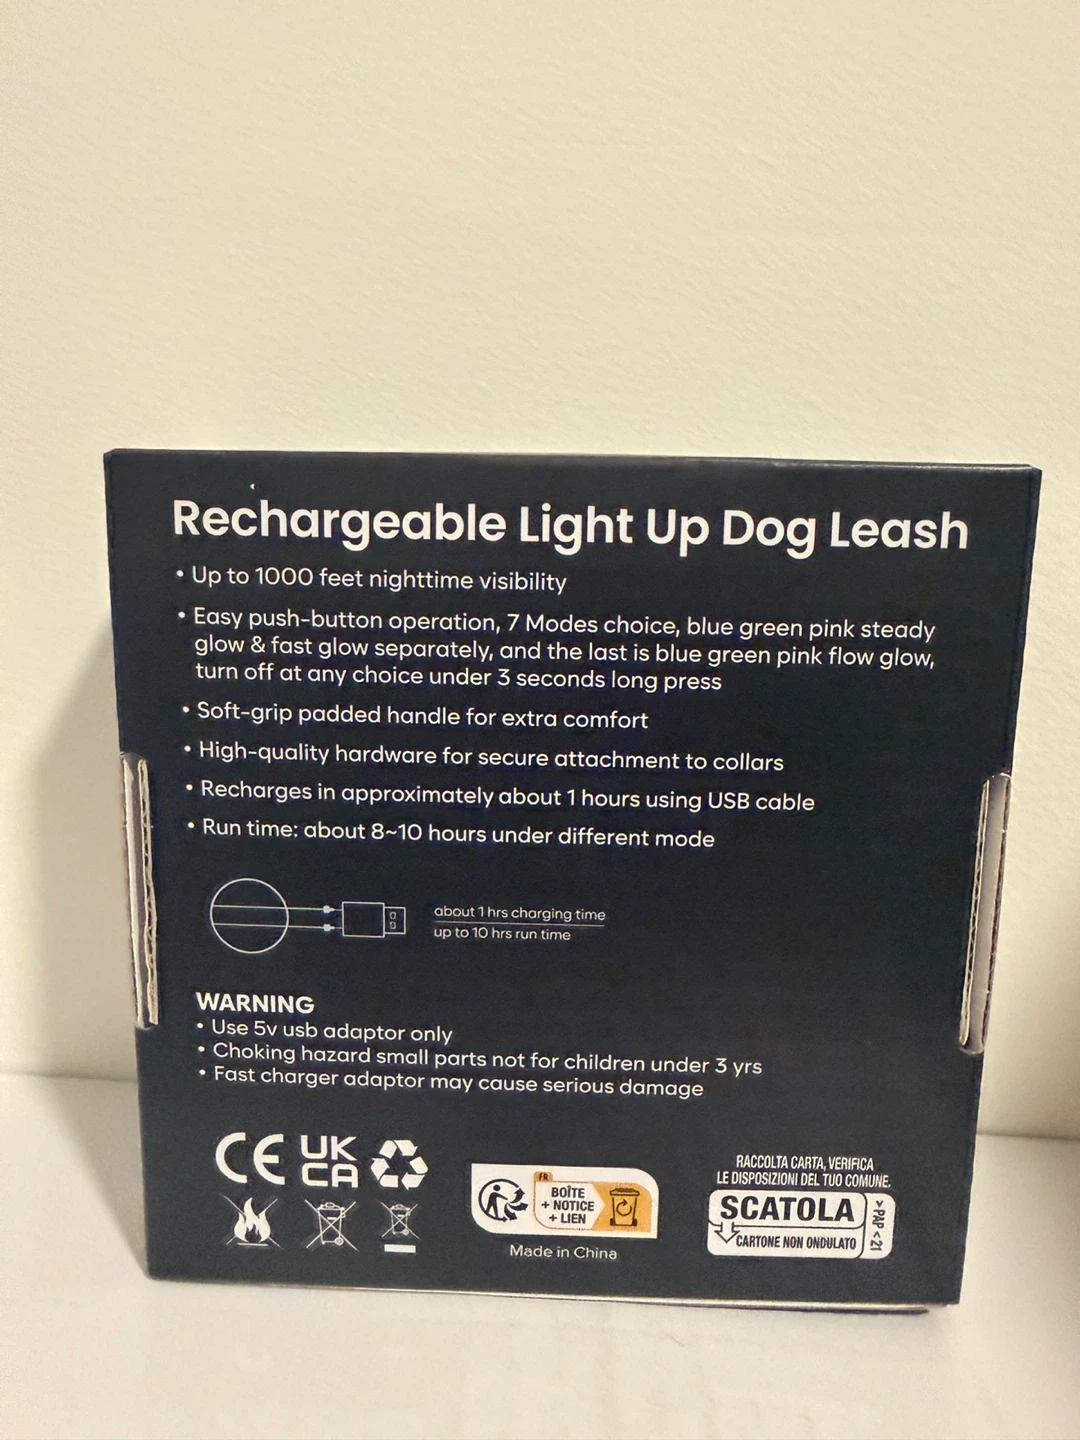 Rechargeable Light Up Dog Leash
• Up to 1000 feet nighttime visibility
• Easy push-button operation, 7 Modes choice, blue green pink steady
glow & fast glow separately, and the last is blue green pink flow glow,
turn off at any choice under 3 seconds long press
• Soft-grip padded handle for extra comfort
• High-quality hardware for secure attachment to collars
• Recharges in approximately about 1 hours using USB cable
• Run time: about 8~10 hours under different mode
about 1 hrs charging time
up to 10 hrs run time
WARNING
• Use 5v usb adaptor only
• Choking hazard small parts not for children under 3 yrs
• Fast charger adaptor may cause serious damage
CE
UK
CA
FR
BOÎTE
+ NOTICE
+ LIEN
Made in China
RACCOLTA CARTA, VERIFICA
LE DISPOSIZIONI DEL TUO COMUNE.
SCATOLA
CARTONE NON ONDULATO
> PAP < 21